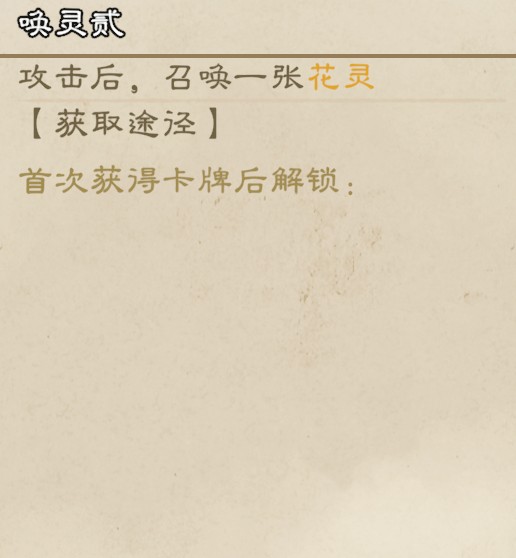 唤灵贰
攻击后，召唤一张花灵
【获取途径】
首次获得卡牌后解锁：